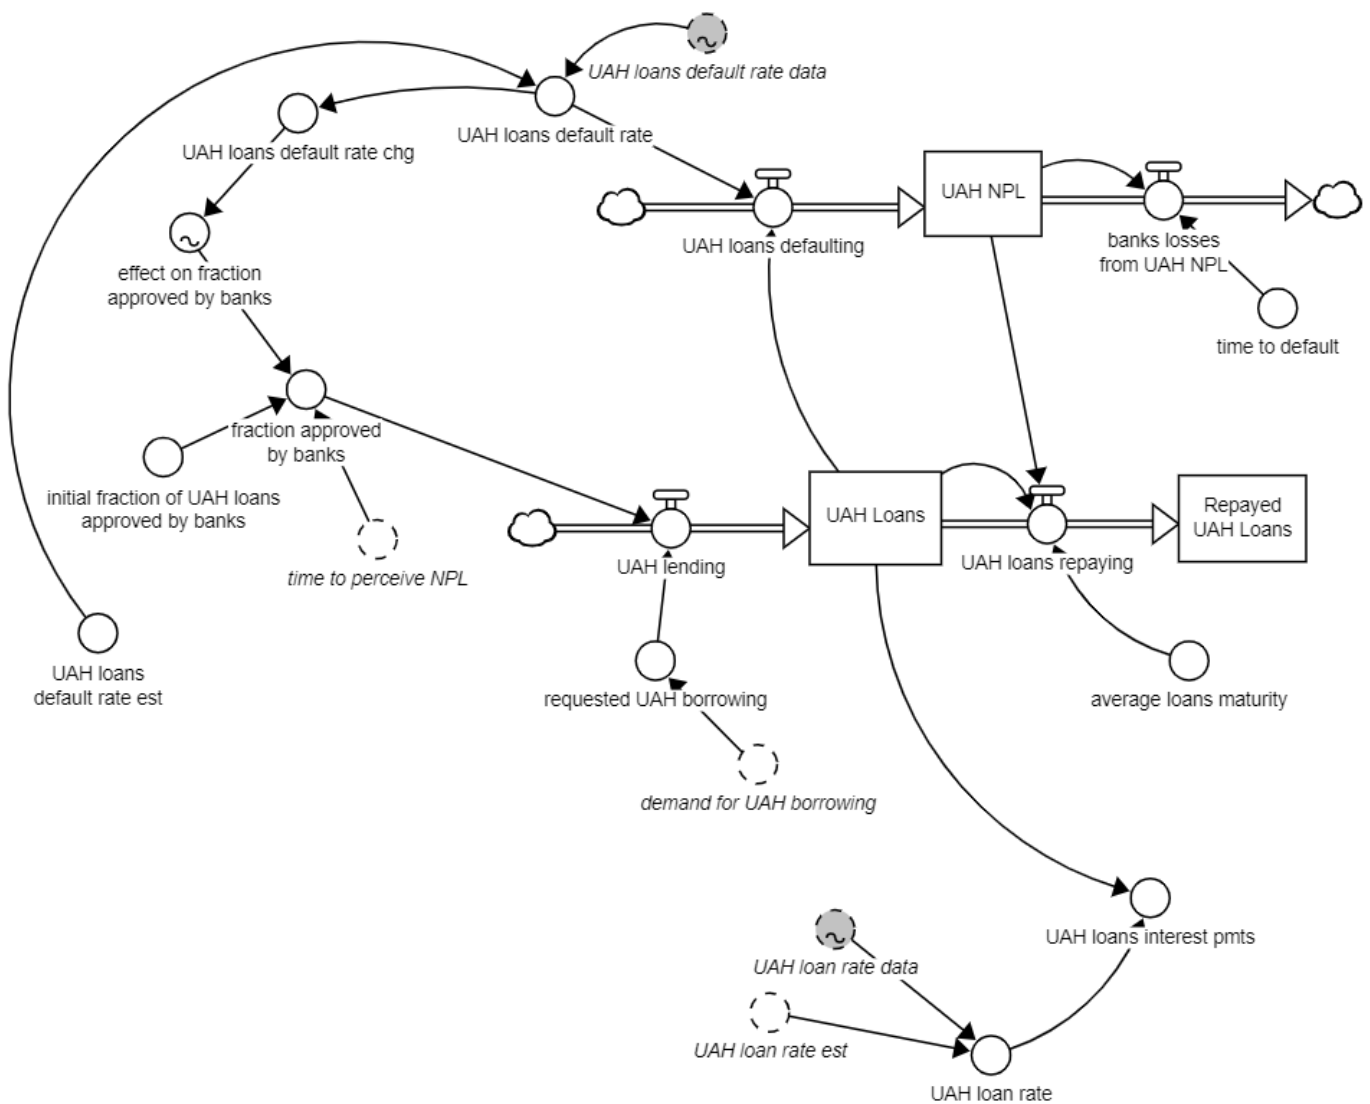 UAH loans default rate data
UAH loans default rate
UAH loans default rate chg
UAH NPL
UAH loans defaulting
banks losses
from UAH NPL
effect on fraction
approved by banks
time to default
fraction approved
by banks
initial fraction of UAH loans
approved by banks
UAH Loans
Repayed
UAH Loans
UAH lending
UAH loans repaying
time to perceive NPL
UAH loans
default rate est
requested UAH borrowing
average loans maturity
demand for UAH borrowing
UAH loans interest pmts
UAH loan rate data
UAH loan rate est
UAH loan rate